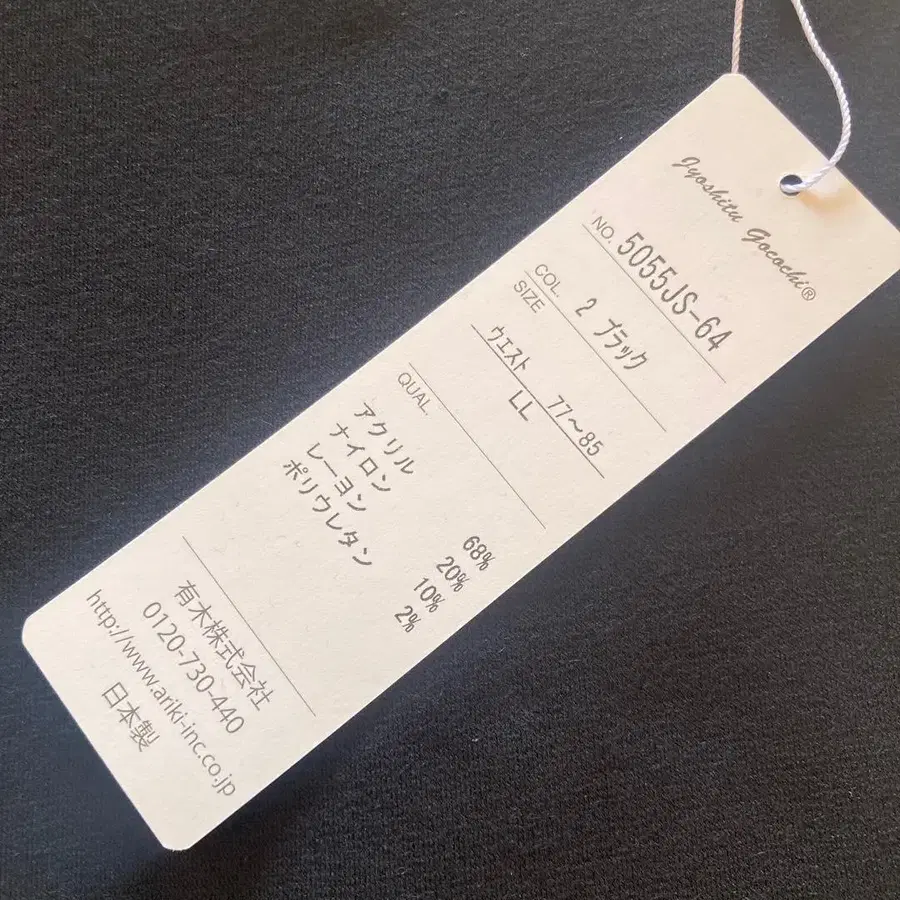 Jyoshitu Gocochi®
NO. 5055JS-64
COL. 2 ブラック
SIZE
ウエスト 77〜85
LL
QUAL.
アクリル 68%
ナイロン 20%
レーヨン 10%
ポリウレタン 2%
有木株式会社
0120-730-440
http://www.ariki-inc.co.jp
日本製